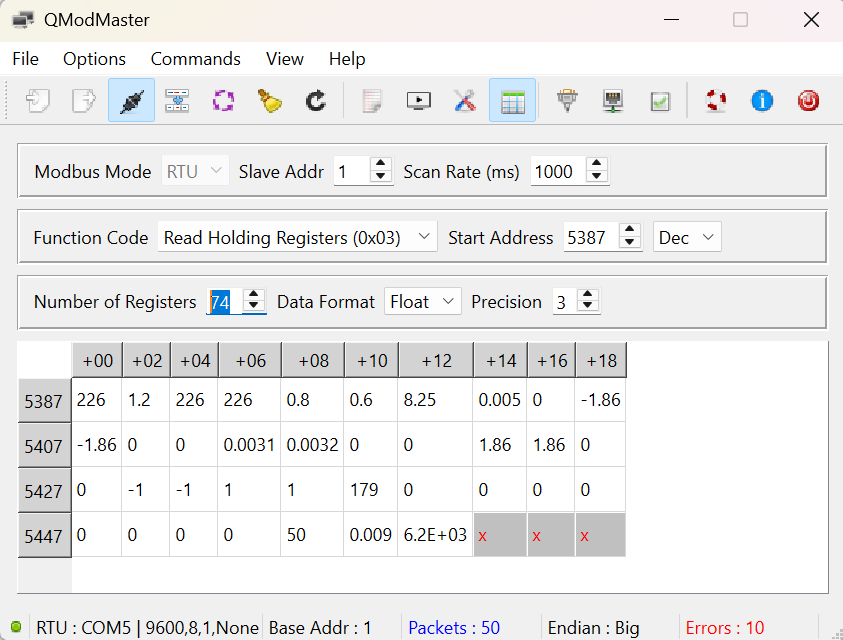 QModMaster
File Options Commands View Help
Modbus Mode RTU Slave Addr 1 Scan Rate (ms) 1000
Function Code Read Holding Registers (0x03) Start Address 5387 Dec
Number of Registers 74 Data Format Float Precision 3
+00 +02 +04 +06 +08 +10 +12 +14 +16 +18
5387 226 1.2 226 226 0.8 0.6 8.25 0.005 0 -1.86
5407 -1.86 0 0 0.0031 0.0032 0 0 1.86 1.86 0
5427 0 -1 -1 1 1 179 0 0 0 0
5447 0 0 0 0 50 0.009 6.2E+03 x x x
RTU : COM5 | 9600,8,1,None Base Addr : 1 Packets : 50 Endian : Big Errors : 10